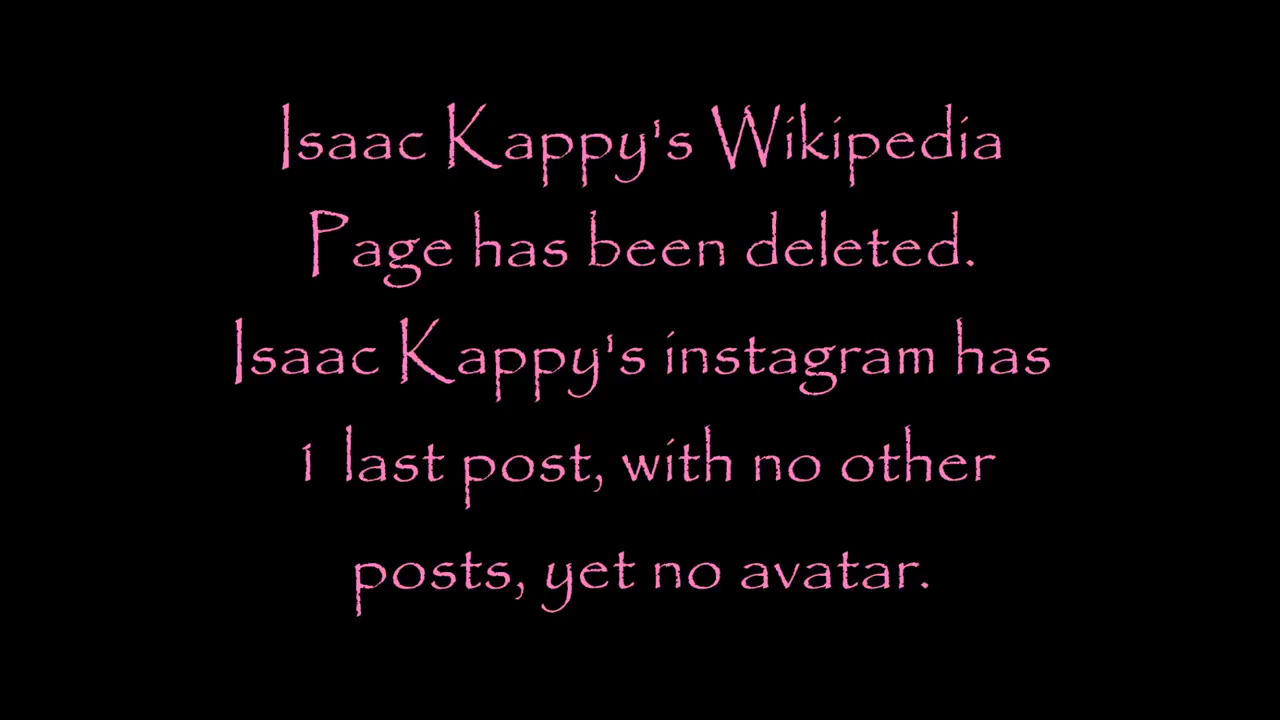 Isaac Kappy's Wikipedia
Page has been deleted.
Isaac Kappy's instagram has
1 last post, with no other
posts, yet no avatar.